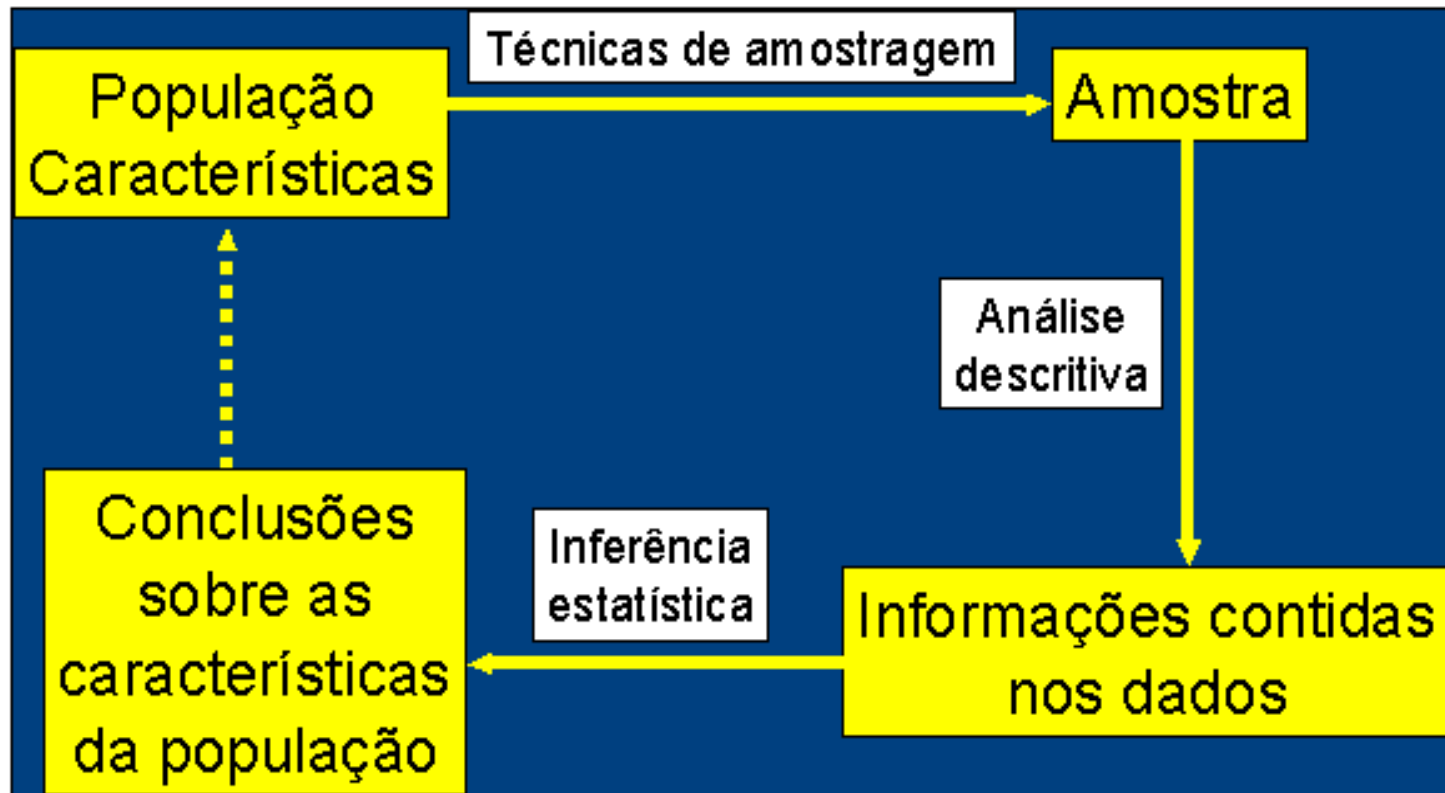 População
Características
Técnicas de amostragem
Amostra
Análise
descritiva
Informações contidas
nos dados
Inferência
estatística
Conclusões
sobre as
características
da população